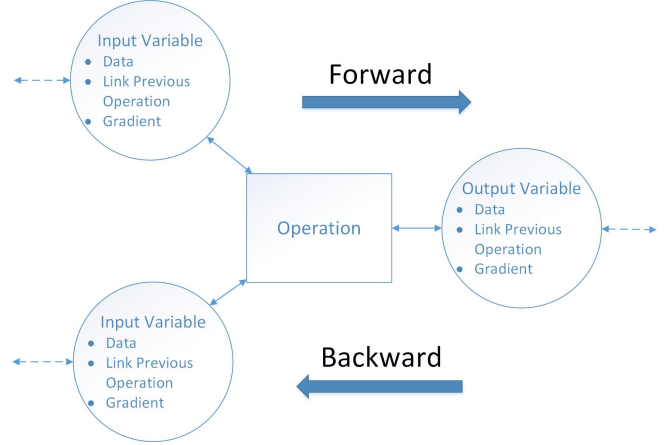 Input Variable
● Data
● Link Previous
Operation
● Gradient
Forward
Operation
Output Variable
● Data
● Link Previous
Operation
● Gradient
Input Variable
● Data
● Link Previous
Operation
● Gradient
Backward